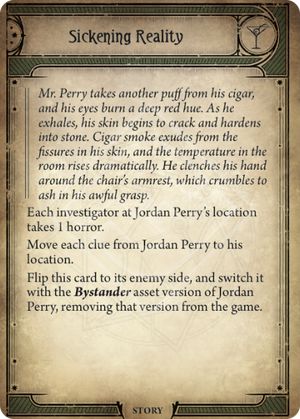 Sickening Reality
Mr. Perry takes another puff from his cigar,
and his eyes burn a deep red hue. As he
exhales, his skin begins to crack and hardens
into stone. Cigar smoke exudes from the
fissures in his skin, and the temperature in the
room rises dramatically. He clenches his hand
around the chair's armrest, which crumbles to
ash in his awful grasp.
Each investigator at Jordan Perry's location
takes 1 horror.
Move each clue from Jordan Perry to his
location.
Flip this card to its enemy side, and switch it
with the Bystander asset version of Jordan
Perry, removing that version from the game.
STORY